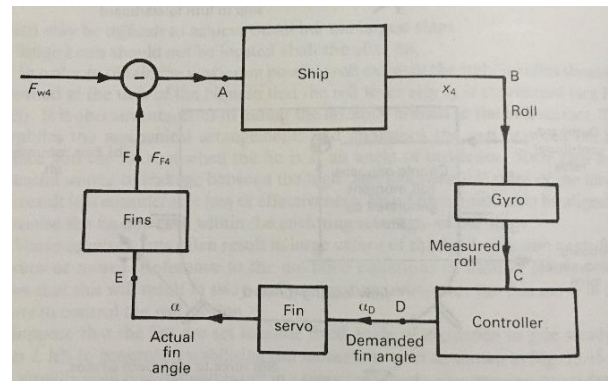 F_w4
A
Ship
x_4
B
Roll
F
F_F4
Gyro
Fins
Measured
roll
C
E
α
Fin
servo
α_D
D
Controller
Actual
fin
angle
Demanded
fin angle